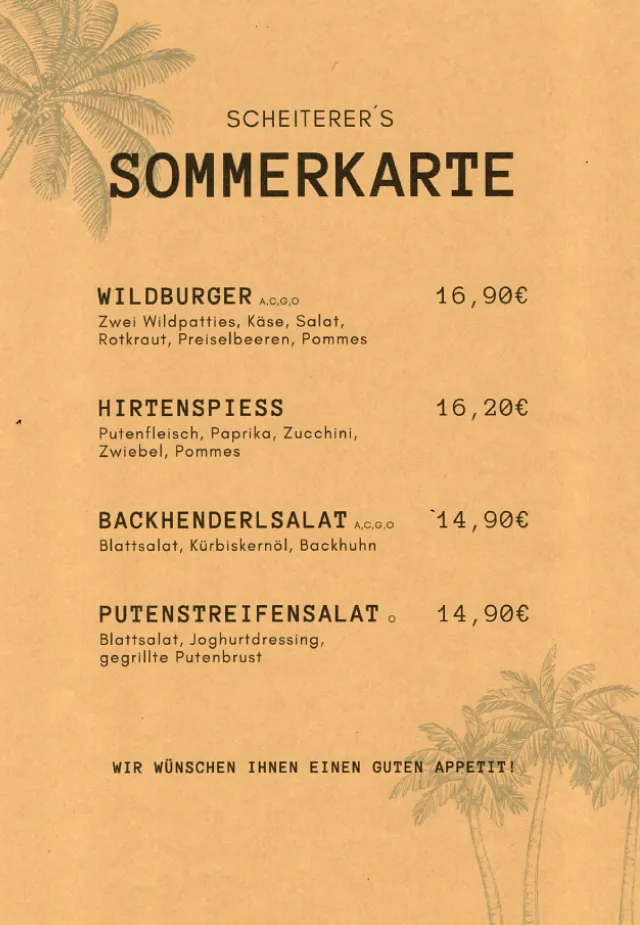 SCHEITERER´S
SOMMERKARTE
WILDBURGER A,C,G,O 16,90€
Zwei Wildpatties, Käse, Salat,
Rotkraut, Preiselbeeren, Pommes
HIRTENSPIESS 16,20€
Putenfleisch, Paprika, Zucchini,
Zwiebel, Pommes
BACKHENDERLSALAT A,C,G,O 14,90€
Blattsalat, Kürbiskernöl, Backhuhn
PUTENSTREIFENSALAT O 14,90€
Blattsalat, Joghurtdressing,
gegrillte Putenbrust
WIR WÜNSCHEN IHNEN EINEN GUTEN APPETIT!